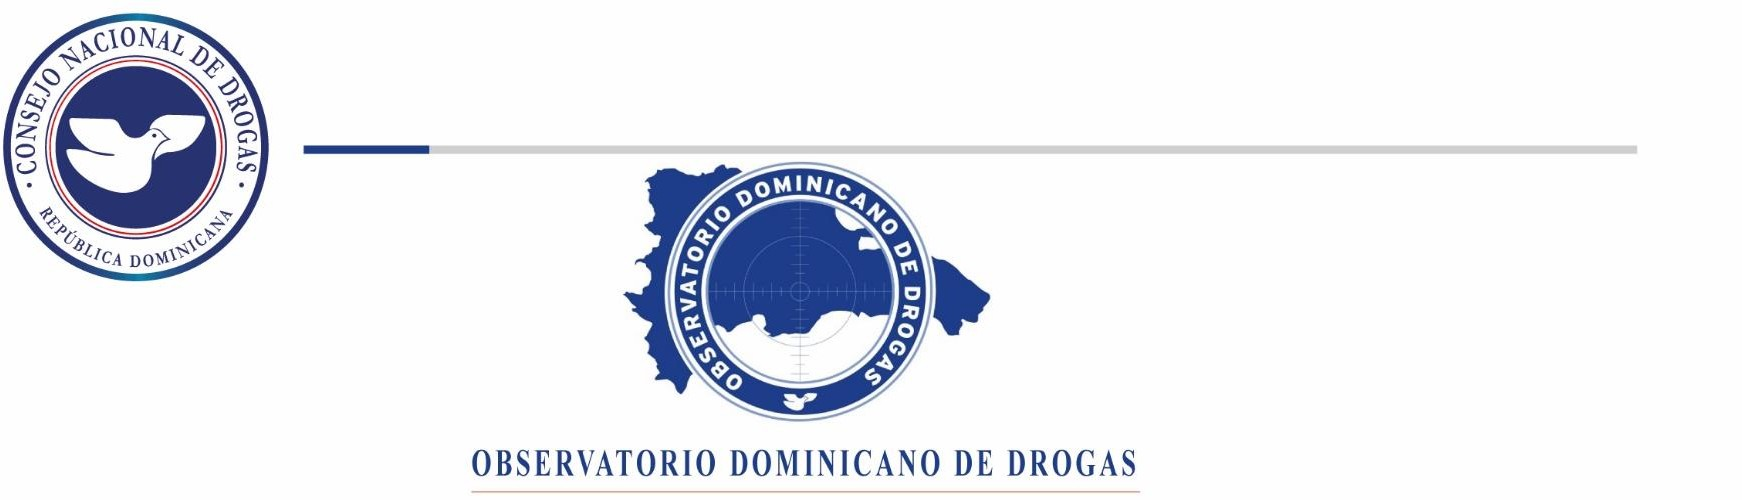 CONSEJO NACIONAL DE DROGAS
REPÚBLICA DOMINICANA
OBSERVATORIO DOMINICANO DE DROGAS
OBSERVATORIO DOMINICANO DE DROGAS